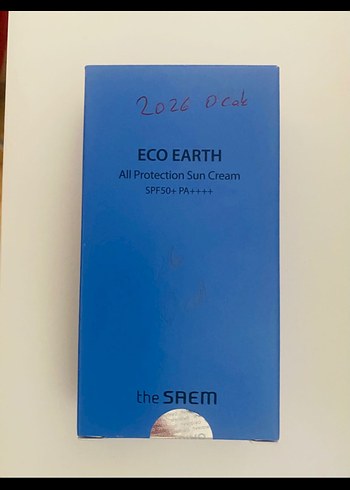 2026 Ocak
ECO EARTH
All Protection Sun Cream
SPF50+ PA++++
the SAEM